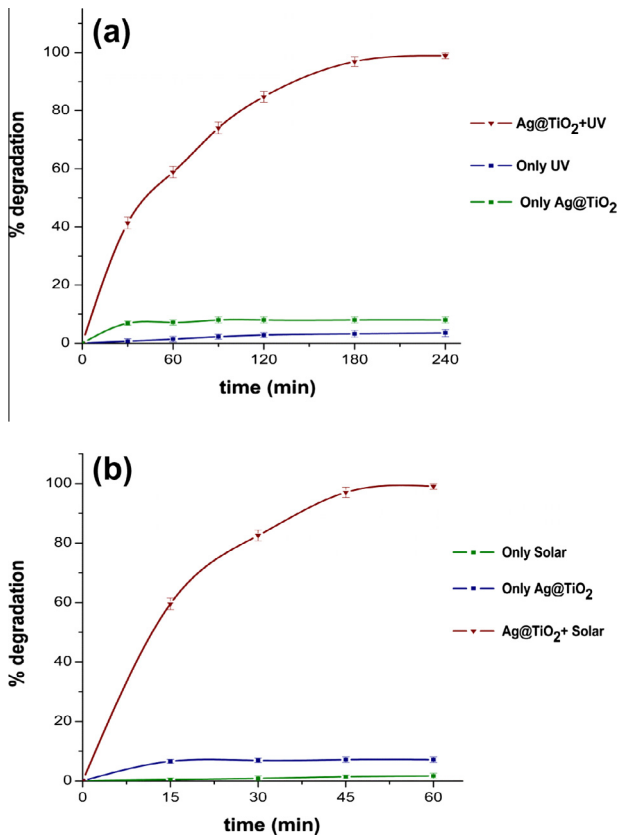 (a)
100
80
60
40
20
0
% degradation
0 60 120 180 240
time (min)
Ag@TiO₂+UV
Only UV
Only Ag@TiO₂
(b)
100
80
60
40
20
0
% degradation
0 15 30 45 60
time (min)
Only Solar
Only Ag@TiO₂
Ag@TiO₂+ Solar